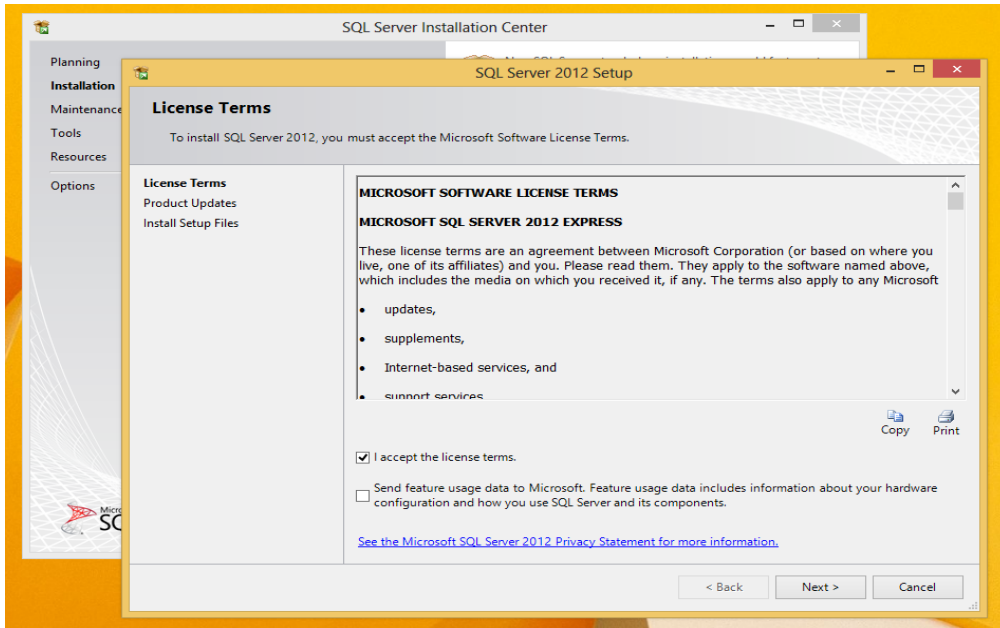 SQL Server Installation Center
Planning
Installation
Maintenance
Tools
Resources
Options
SQL Server 2012 Setup
License Terms
To install SQL Server 2012, you must accept the Microsoft Software License Terms.
License Terms
Product Updates
Install Setup Files
MICROSOFT SOFTWARE LICENSE TERMS
MICROSOFT SQL SERVER 2012 EXPRESS
These license terms are an agreement between Microsoft Corporation (or based on where you
live, one of its affiliates) and you. Please read them. They apply to the software named above,
which includes the media on which you received it, if any. The terms also apply to any Microsoft
• updates,
• supplements,
• Internet-based services, and
• support services
Copy
Print
I accept the license terms.
Send feature usage data to Microsoft. Feature usage data includes information about your hardware
configuration and how you use SQL Server and its components.
See the Microsoft SQL Server 2012 Privacy Statement for more information.
< Back
Next >
Cancel